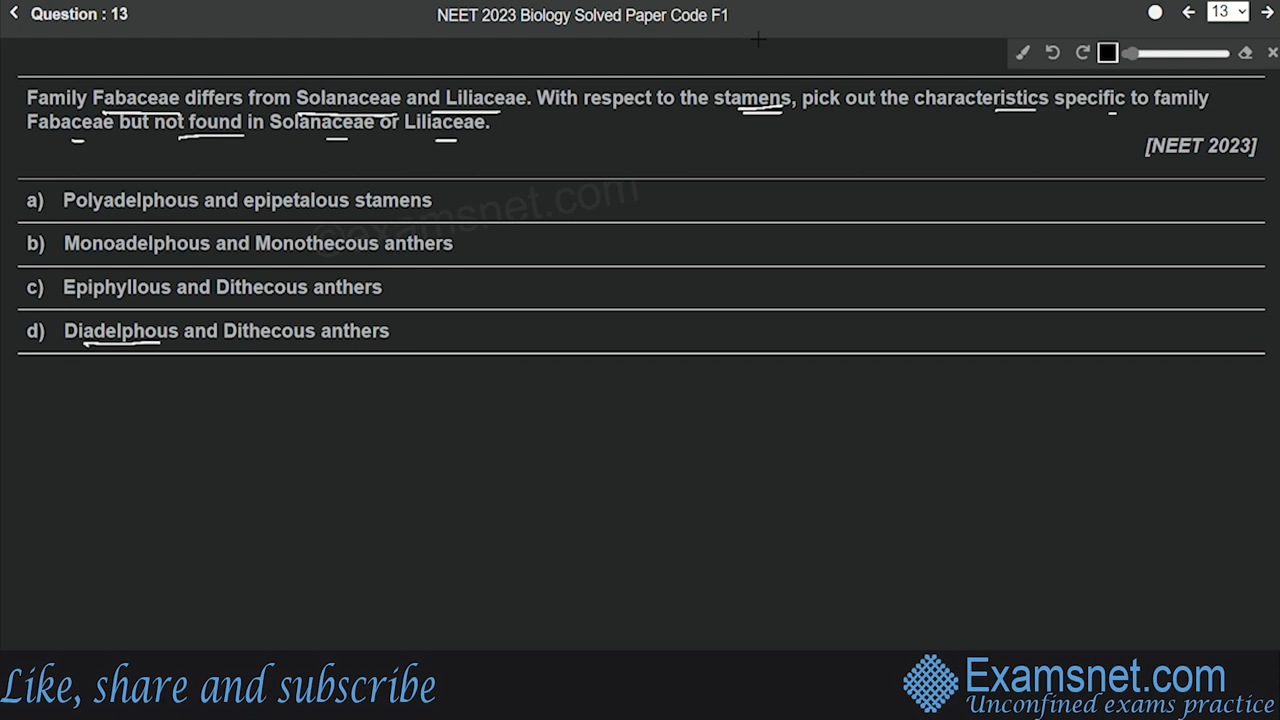 Question : 13
NEET 2023 Biology Solved Paper Code F1
13
Family Fabaceae differs from Solanaceae and Liliaceae. With respect to the stamens, pick out the characteristics specific to family
Fabaceae but not found in Solanaceae or Liliaceae.
[NEET 2023]
a) Polyadelphous and epipetalous stamens
©examsnet.com
b) Monoadelphous and Monothecous anthers
c) Epiphyllous and Dithecous anthers
d) Diadelphous and Dithecous anthers
Like, share and subscribe
Examsnet.com
Unconfined exams practice